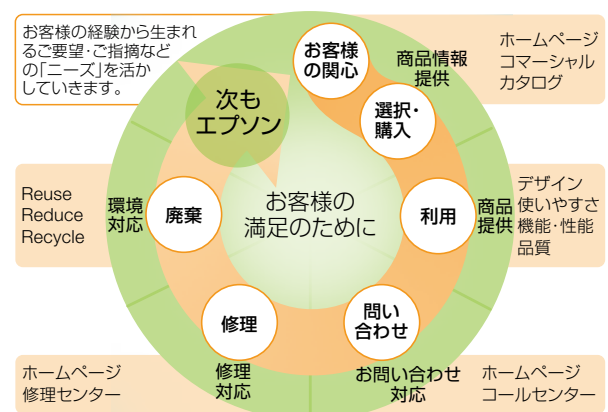 お客様の経験から生まれ
るご要望・ご指摘など
の「ニーズ」を活か
していきます。
次も
エプソン
お客様
の関心
商品情報
提供
ホームページ
コマーシャル
カタログ
選択・
購入
利用
商品
提供
デザイン
使いやすさ
機能・性能
品質
問い
合わせ
お問い合わせ
対応
ホームページ
コールセンター
修理
修理
対応
ホームページ
修理センター
廃棄
環境
対応
Reuse
Reduce
Recycle
お客様の
満足のために